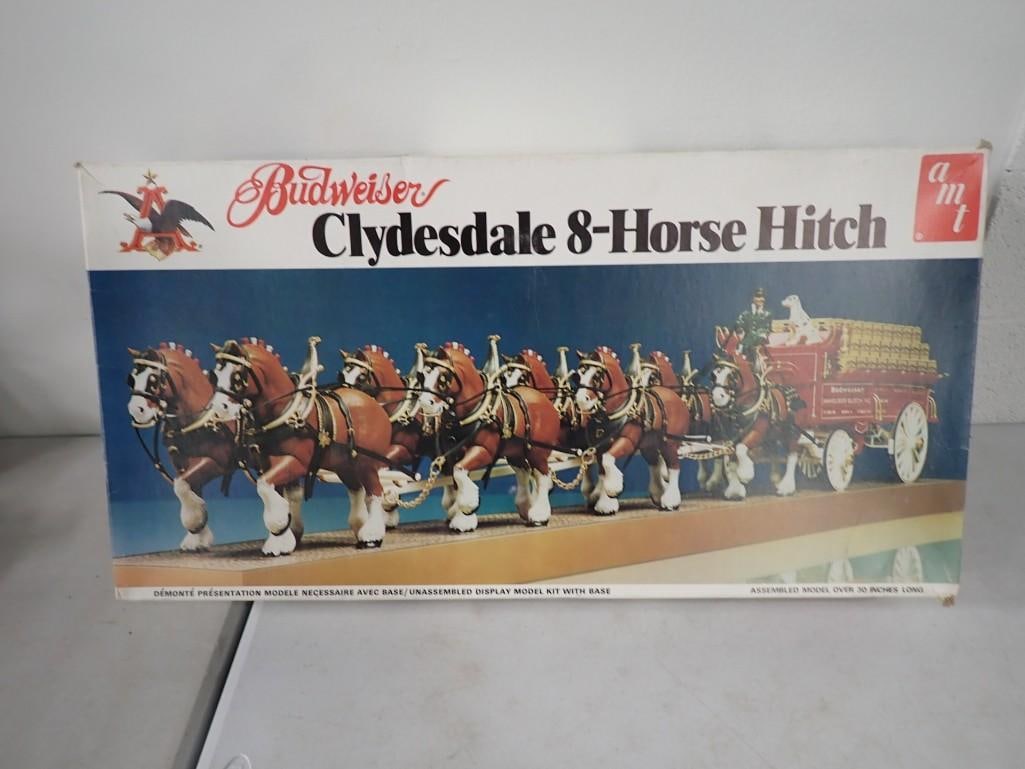 Budweiser
Clydesdale 8-Horse Hitch
amt
BUDWEISER
DÉMONTÉ PRÉSENTATION MODELE NECESSAIRE AVEC BASE/UNASSEMBLED DISPLAY MODEL KIT WITH BASE
ASSEMBLED MODEL OVER 30 INCHES LONG